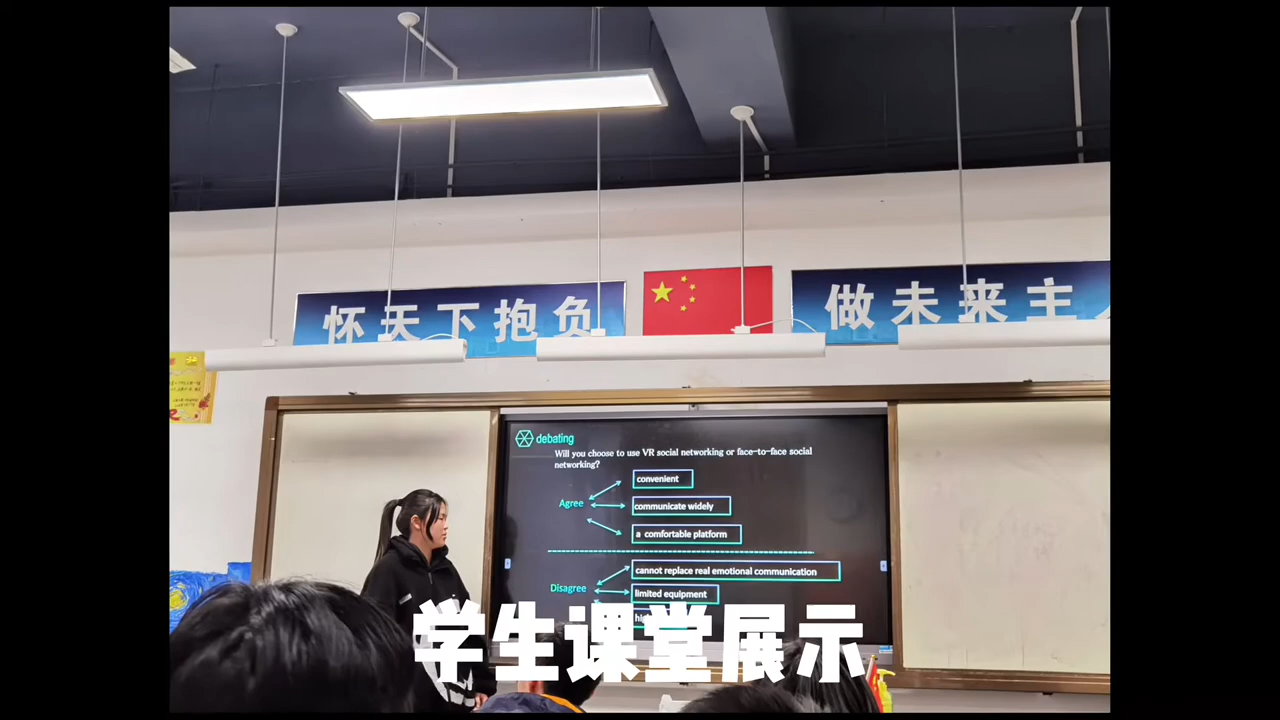 怀天下抱负
做未来主人
debating
Will you choose to use VR social networking or face-to-face social
networking?
convenient
Agree
communicate widely
a comfortable platform
cannot replace real emotional communication
Disagree
limited equipment
学生课堂展示